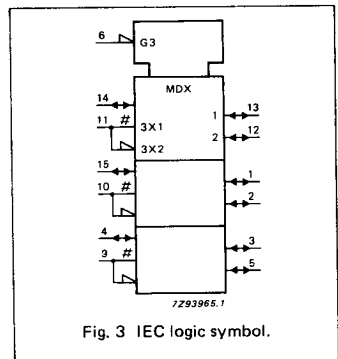 6 G3
MDX
14 1 13
11 # 3X1 2 12
3X2
15 1
10 # 2
4 3
9 # 5
7Z93965.1
Fig. 3 IEC logic symbol.